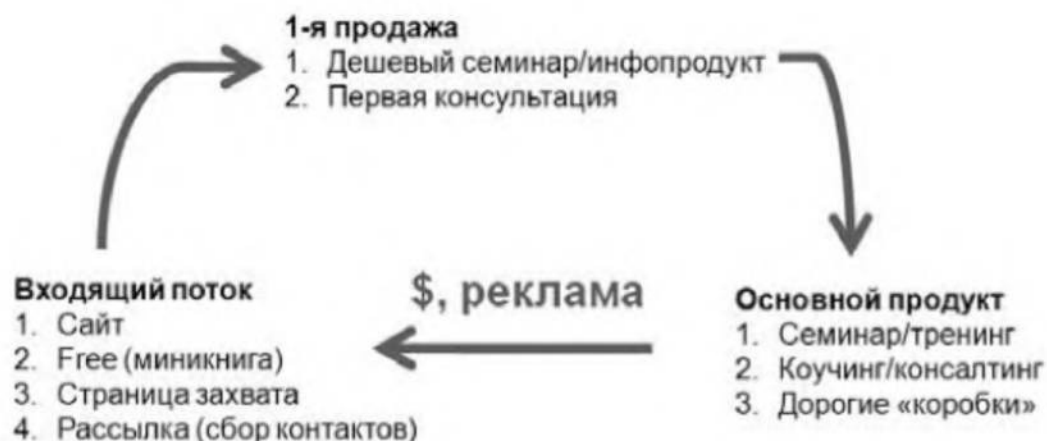 1-я продажа
1. Дешевый семинар/инфопродукт
2. Первая консультация
$, реклама
Входящий поток
1. Сайт
2. Free (миникнига)
3. Страница захвата
4. Рассылка (сбор контактов)
Основной продукт
1. Семинар/тренинг
2. Коучинг/консалтинг
3. Дорогие «коробки»